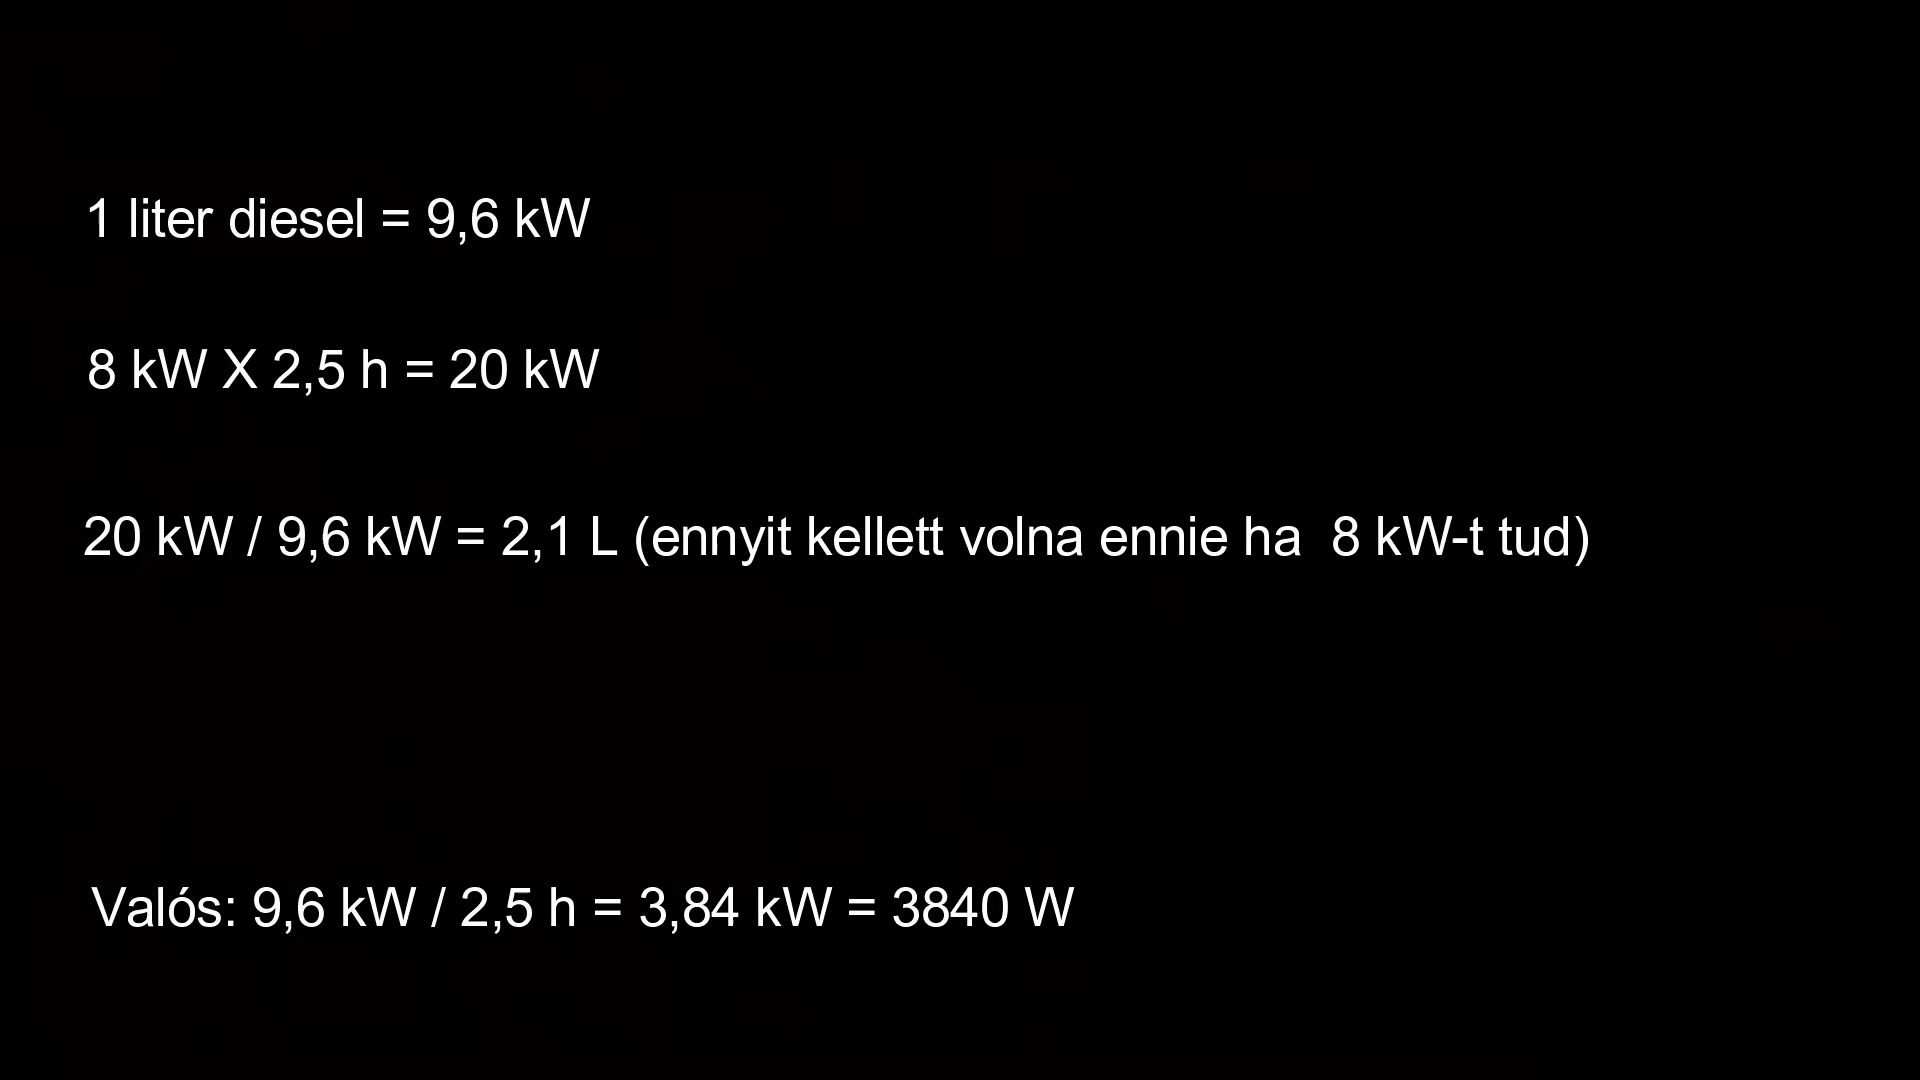 1 liter diesel = 9,6 kW
8 kW X 2,5 h = 20 kW
20 kW / 9,6 kW = 2,1 L (ennyit kellett volna ennie ha  8 kW-t tud)
Valós: 9,6 kW / 2,5 h = 3,84 kW = 3840 W